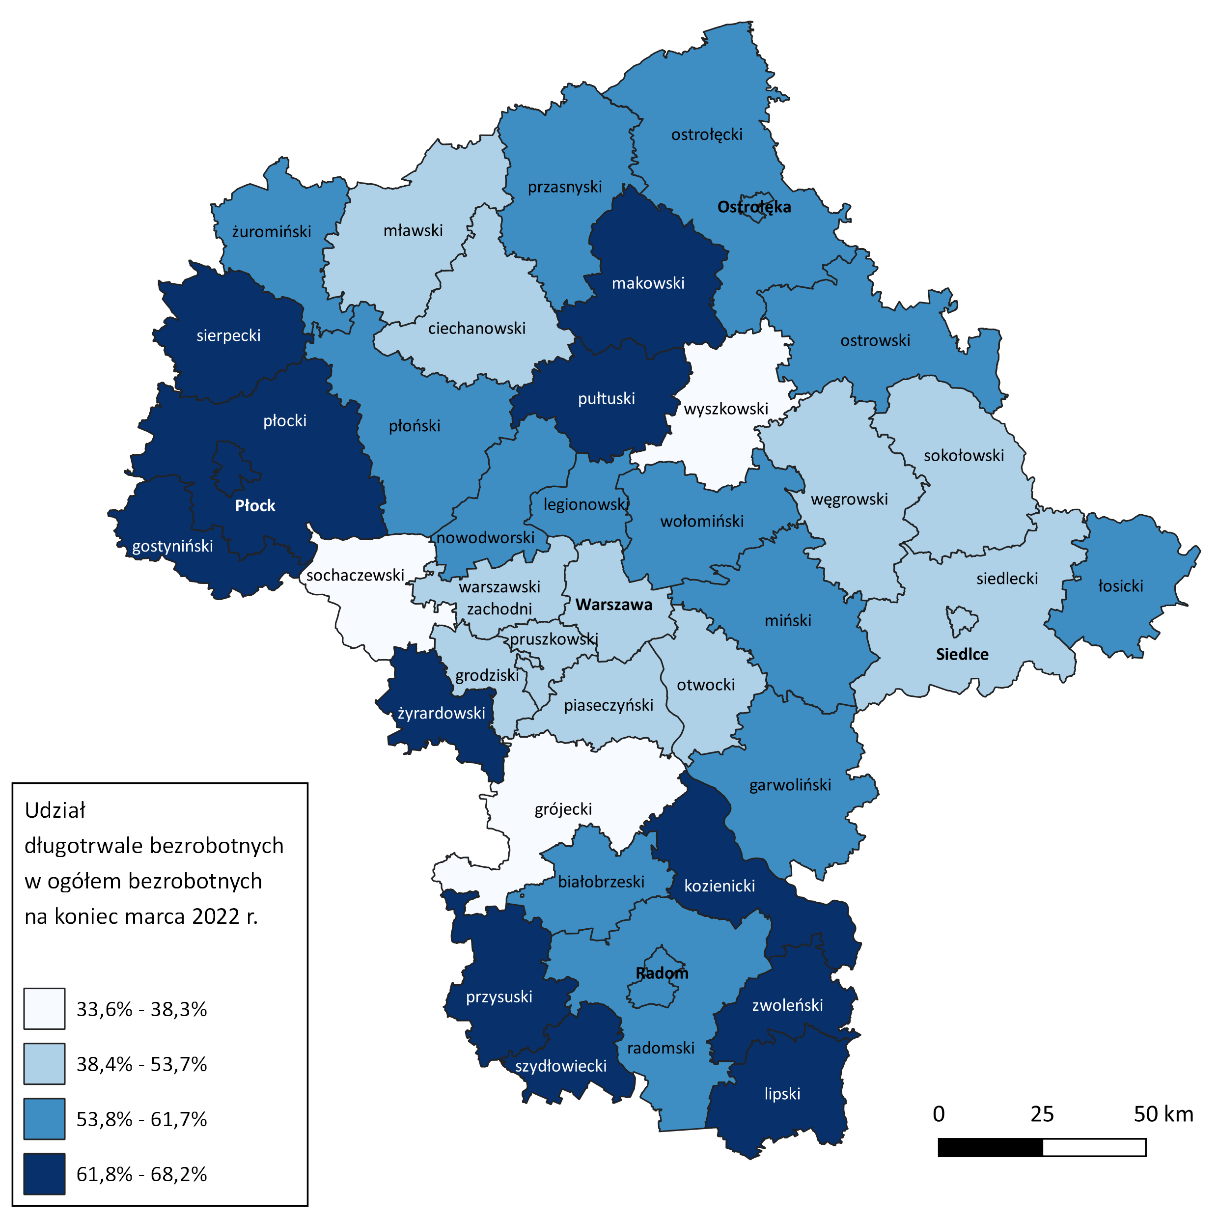 ostrołęcki
przasnyski
Ostrołęka
żuromiński
mławski
makowski
ciechanowski
sierpecki
ostrowski
pułtuski
wyszkowski
płocki
płoński
sokołowski
węgrowski
legionowski
Płock
wołomiński
nowodworski
gostyniński
sochaczewski
siedlecki
łosicki
warszawski
zachodni
Warszawa
miński
pruszkowski
Siedlce
grodziski
otwocki
piaseczyński
żyrardowski
garwoliński
grójecki
białobrzeski
kozienicki
Radom
przysuski
zwoleński
radomski
szydłowiecki
lipski
Udział
długotrwale bezrobotnych
w ogółem bezrobotnych
na koniec marca 2022 r.
33,6% - 38,3%
38,4% - 53,7%
53,8% - 61,7%
61,8% - 68,2%
0 25 50 km